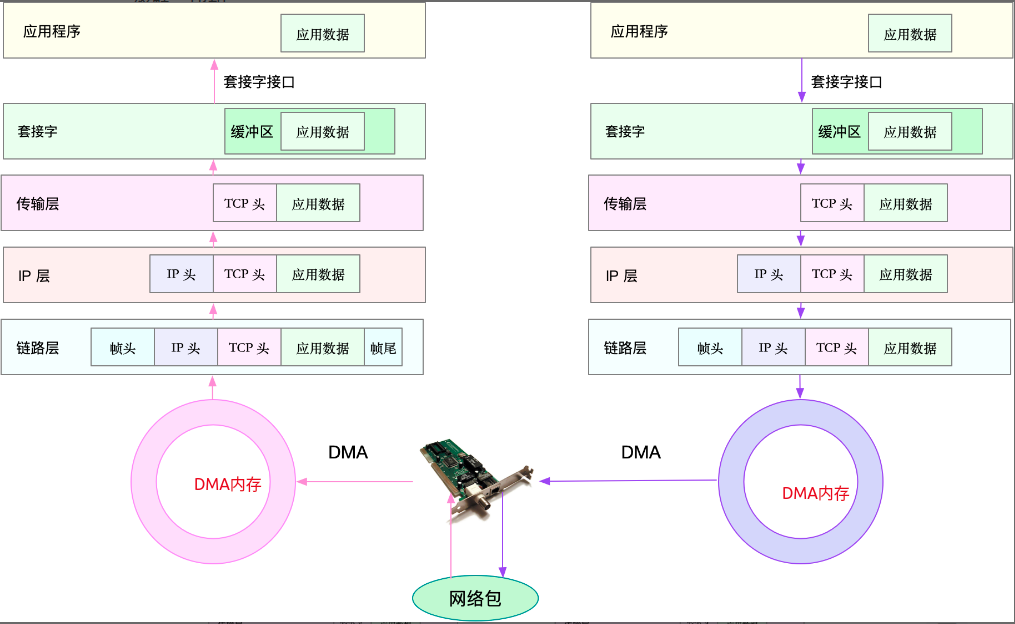 应用程序
应用数据
套接字接口
套接字
缓冲区
应用数据
传输层
TCP 头
应用数据
IP 层
IP 头
TCP 头
应用数据
链路层
帧头
IP 头
TCP 头
应用数据
帧尾
DMA内存
DMA
应用程序
应用数据
套接字接口
套接字
缓冲区
应用数据
传输层
TCP 头
应用数据
IP 层
IP 头
TCP 头
应用数据
链路层
帧头
IP 头
TCP 头
应用数据
DMA
DMA内存
网络包